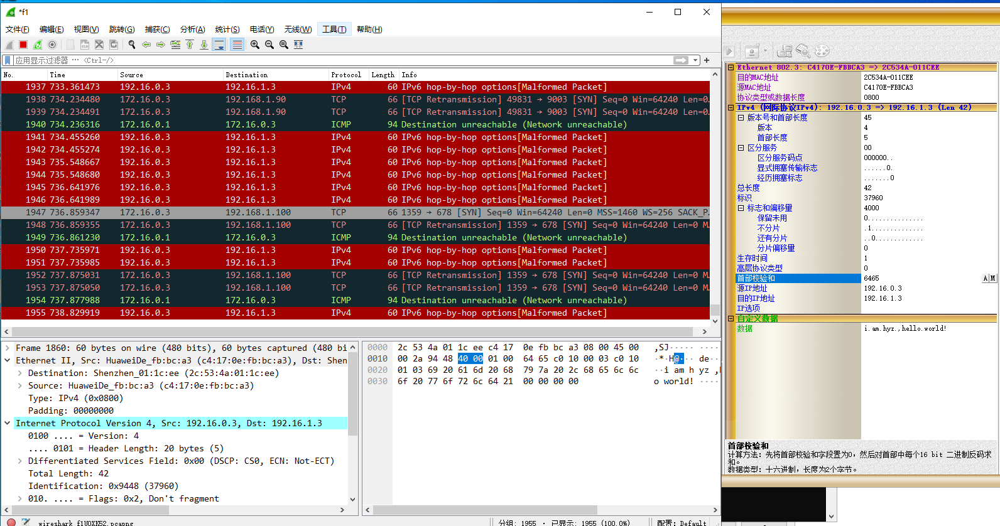 *f1
文件(F) 编辑(E) 视图(V) 跳转(G) 捕获(C) 分析(A) 统计(S) 电话(Y) 无线(W) 工具(T) 帮助(H)
应用显示过滤器 … <Ctrl-/>
No. Time Source Destination Protocol Length Info
1937 733.361473 192.16.0.3 192.16.1.3 IPv4 60 IPv6 hop-by-hop options[Malformed Packet]
1938 734.234480 172.16.0.3 192.168.1.90 TCP 66 [TCP Retransmission] 49831 → 9003 [SYN] Seq=0 Win=64240 Len=0…
1939 734.234491 172.16.0.3 192.168.1.90 TCP 66 [TCP Retransmission] 49831 → 9003 [SYN] Seq=0 Win=64240 Len=0…
1940 734.236316 172.16.0.1 172.16.0.3 ICMP 94 Destination unreachable (Network unreachable)
1941 734.455260 192.16.0.3 192.16.1.3 IPv4 60 IPv6 hop-by-hop options[Malformed Packet]
1942 734.455274 192.16.0.3 192.16.1.3 IPv4 60 IPv6 hop-by-hop options[Malformed Packet]
1943 735.548667 192.16.0.3 192.16.1.3 IPv4 60 IPv6 hop-by-hop options[Malformed Packet]
1944 735.548680 192.16.0.3 192.16.1.3 IPv4 60 IPv6 hop-by-hop options[Malformed Packet]
1945 736.641976 192.16.0.3 192.16.1.3 IPv4 60 IPv6 hop-by-hop options[Malformed Packet]
1946 736.641989 192.16.0.3 192.16.1.3 IPv4 60 IPv6 hop-by-hop options[Malformed Packet]
1947 736.859347 172.16.0.3 192.168.1.100 TCP 66 1359 → 678 [SYN] Seq=0 Win=64240 Len=0 MSS=1460 WS=256 SACK_P…
1948 736.859355 172.16.0.3 192.168.1.100 TCP 66 [TCP Retransmission] 1359 → 678 [SYN] Seq=0 Win=64240 Len=0 M…
1949 736.861230 172.16.0.1 172.16.0.3 ICMP 94 Destination unreachable (Network unreachable)
1950 737.735971 192.16.0.3 192.16.1.3 IPv4 60 IPv6 hop-by-hop options[Malformed Packet]
1951 737.735985 192.16.0.3 192.16.1.3 IPv4 60 IPv6 hop-by-hop options[Malformed Packet]
1952 737.875031 172.16.0.3 192.168.1.100 TCP 66 [TCP Retransmission] 1359 → 678 [SYN] Seq=0 Win=64240 Len=0 M…
1953 737.875050 172.16.0.3 192.168.1.100 TCP 66 [TCP Retransmission] 1359 → 678 [SYN] Seq=0 Win=64240 Len=0 M…
1954 737.877988 172.16.0.1 172.16.0.3 ICMP 94 Destination unreachable (Network unreachable)
1955 738.829919 192.16.0.3 192.16.1.3 IPv4 60 IPv6 hop-by-hop options[Malformed Packet]
Frame 1860: 60 bytes on wire (480 bits), 60 bytes captured (480 bi
Ethernet II, Src: HuaweiDe_fb:bc:a3 (c4:17:0e:fb:bc:a3), Dst: Shen
Destination: Shenzhen_01:1c:ee (2c:53:4a:01:1c:ee)
Source: HuaweiDe_fb:bc:a3 (c4:17:0e:fb:bc:a3)
Type: IPv4 (0x0800)
Padding: 00000000
Internet Protocol Version 4, Src: 192.16.0.3, Dst: 192.16.1.3
0100 .... = Version: 4
.... 0101 = Header Length: 20 bytes (5)
Differentiated Services Field: 0x00 (DSCP: CS0, ECN: Not-ECT)
Total Length: 42
Identification: 0x9448 (37960)
010. .... = Flags: 0x2, Don't fragment
0000 2c 53 4a 01 1c ee c4 17 0e fb bc a3 08 00 45 00 ,SJ····· ····
0010 00 2a 94 48 40 00 01 00 64 65 c0 10 00 03 c0 10 ·*·H@··· de··
0020 01 03 69 20 61 6d 20 68 79 7a 20 2c 68 65 6c 6c ··i am h yz ,h
0030 6f 20 77 6f 72 6c 64 21 00 00 00 00 o world! ····
wireshark_f1UOXK52.pcapng 分组: 1955 · 已显示: 1955 (100.0%) 配置: Default
Ethernet 802.3: C4170E-FBBCA3 => 2C534A-011CEE
目的MAC地址 2C534A-011CEE
源MAC地址 C4170E-FBBCA3
协议类型或数据长度 0800
IPv4 (网际协议IPv4): 192.16.0.3 => 192.16.1.3 (Len 42)
版本号和首部长度 45
版本 4
首部长度 5
区分服务 00
区分服务码点 000000..
显式拥塞传输标志 ......0.
经历拥塞标志 .......0
总长度 42
标识 37960
标志和偏移量 4000
保留未用 0...............
不分片 .1..............
还有分片 ..0.............
分片偏移量 0
生存时间 1
高层协议类型 0
首部校验和 6465 A M
源IP地址 192.16.0.3
目的IP地址 192.16.1.3
IP选项
自定义数据
数据 i.am.hyz.,hello.world!
首部校验和
计算方法：先将首部校验和字段置为0，然后对首部中每个16 bit 二进制反码求
和。
数据类型：十六进制，长度为2个字节。